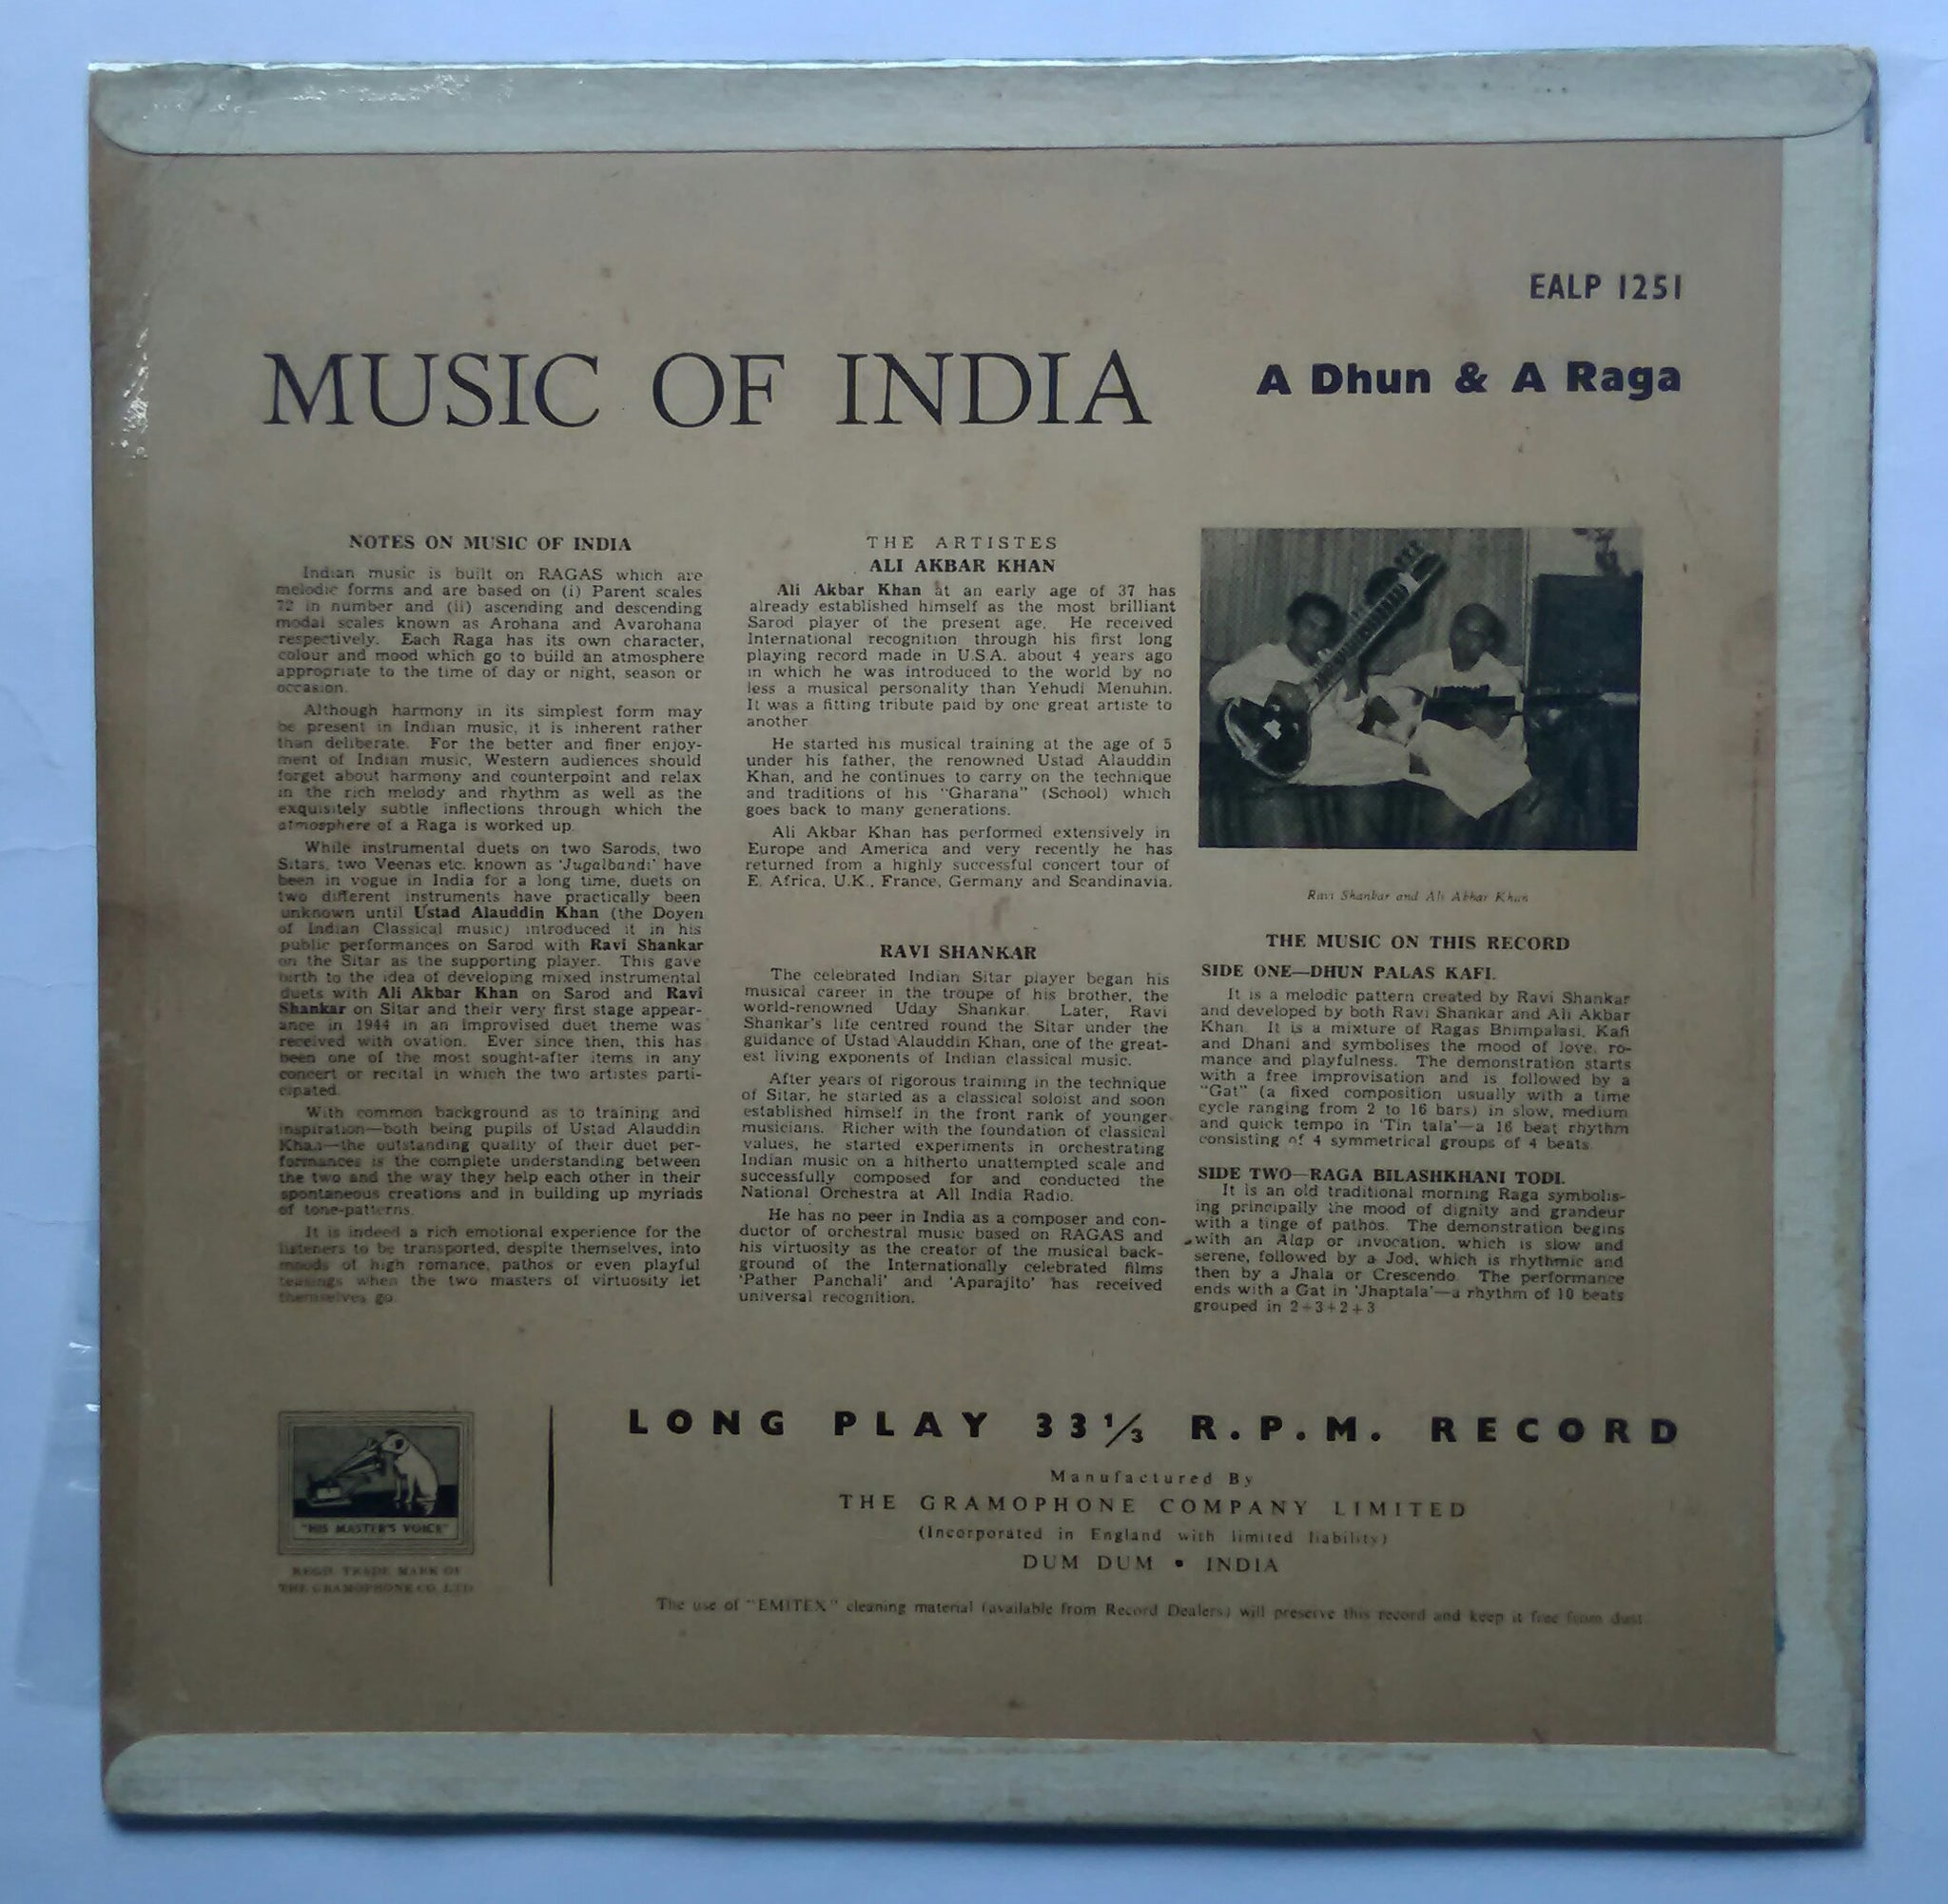 EALP 1251
MUSIC OF INDIA
A Dhun & A Raga
NOTES ON MUSIC OF INDIA
Indian music is built on RAGAS which are
melodic forms and are based on (i) Parent scales
72 in number and (ii) ascending and descending
modal scales known as Arohana and Avarohana
respectively. Each Raga has its own character,
colour and mood which go to build an atmosphere
appropriate to the time of day or night, season or
occasion.
Although harmony in its simplest form may
be present in Indian music, it is inherent rather
than deliberate. For the better and finer enjoy-
ment of Indian music, Western audiences should
forget about harmony and counterpoint and relax
in the rich melody and rhythm as well as the
exquisitely subtle inflections through which the
atmosphere of a Raga is worked up.
While instrumental duets on two Sarods, two
Sitars, two Veenas etc. known as 'Jugalbandi' have
been in vogue in India for a long time, duets on
two different instruments have practically been
unknown until Ustad Alauddin Khan (the Doyen
of Indian Classical music) introduced it in his
public performances on Sarod with Ravi Shankar
on the Sitar as the supporting player. This gave
birth to the idea of developing mixed instrumental
duets with Ali Akbar Khan on Sarod and Ravi
Shankar on Sitar and their very first stage appear-
ance in 1944 in an improvised duet theme was
received with ovation. Ever since then, this has
been one of the most sought-after items in any
concert or recital in which the two artistes parti-
cipated.
With common background as to training and
inspiration—both being pupils of Ustad Alauddin
Khan—the outstanding quality of their duet per-
formances is the complete understanding between
the two and the way they help each other in their
spontaneous creations and in building up myriads
of tone-patterns.
It is indeed a rich emotional experience for the
listeners to be transported, despite themselves, into
moods of high romance, pathos or even playful
teasings when the two masters of virtuosity let
themselves go.
THE ARTISTES
ALI AKBAR KHAN
Ali Akbar Khan at an early age of 37 has
already established himself as the most brilliant
Sarod player of the present age. He received
International recognition through his first long
playing record made in U.S.A. about 4 years ago
in which he was introduced to the world by no
less a musical personality than Yehudi Menuhin.
It was a fitting tribute paid by one great artiste to
another
He started his musical training at the age of 5
under his father, the renowned Ustad Alauddin
Khan, and he continues to carry on the technique
and traditions of his "Gharana" (School) which
goes back to many generations.
Ali Akbar Khan has performed extensively in
Europe and America and very recently he has
returned from a highly successful concert tour of
E. Africa, U.K., France, Germany and Scandinavia.
RAVI SHANKAR
The celebrated Indian Sitar player began his
musical career in the troupe of his brother, the
world-renowned Uday Shankar. Later, Ravi
Shankar's life centred round the Sitar under the
guidance of Ustad Alauddin Khan, one of the great-
est living exponents of Indian classical music.
After years of rigorous training in the technique
of Sitar, he started as a classical soloist and soon
established himself in the front rank of younger
musicians. Richer with the foundation of classical
values, he started experiments in orchestrating
Indian music on a hitherto unattempted scale and
successfully composed for and conducted the
National Orchestra at All India Radio.
He has no peer in India as a composer and con-
ductor of orchestral music based on RAGAS and
his virtuosity as the creator of the musical back-
ground of the Internationally celebrated films
'Pather Panchali' and 'Aparajito' has received
universal recognition.
Ravi Shankar and Ali Akbar Khan
THE MUSIC ON THIS RECORD
SIDE ONE—DHUN PALAS KAFI.
It is a melodic pattern created by Ravi Shankar
and developed by both Ravi Shankar and Ali Akbar
Khan. It is a mixture of Ragas Bhimpalasi, Kafi
and Dhani and symbolises the mood of love, ro-
mance and playfulness. The demonstration starts
with a free improvisation and is followed by a
"Gat" (a fixed composition usually with a time
cycle ranging from 2 to 16 bars) in slow, medium
and quick tempo in 'Tin tala'—a 16 beat rhythm
consisting of 4 symmetrical groups of 4 beats.
SIDE TWO—RAGA BILASHKHANI TODI.
It is an old traditional morning Raga symbolis-
ing principally the mood of dignity and grandeur
with a tinge of pathos. The demonstration begins
with an Alap or invocation, which is slow and
serene, followed by a Jod, which is rhythmic and
then by a Jhala or Crescendo. The performance
ends with a Gat in 'Jhaptala'—a rhythm of 10 beats
grouped in 2+3+2+3
"HIS MASTER'S VOICE"
REGD. TRADE MARK OF
THE GRAMOPHONE CO. LTD.
LONG PLAY 33⅓ R.P.M. RECORD
Manufactured By
THE GRAMOPHONE COMPANY LIMITED
(Incorporated in England with limited liability)
DUM DUM • INDIA
The use of "EMITEX" cleaning material (available from Record Dealers) will preserve this record and keep it free from dust